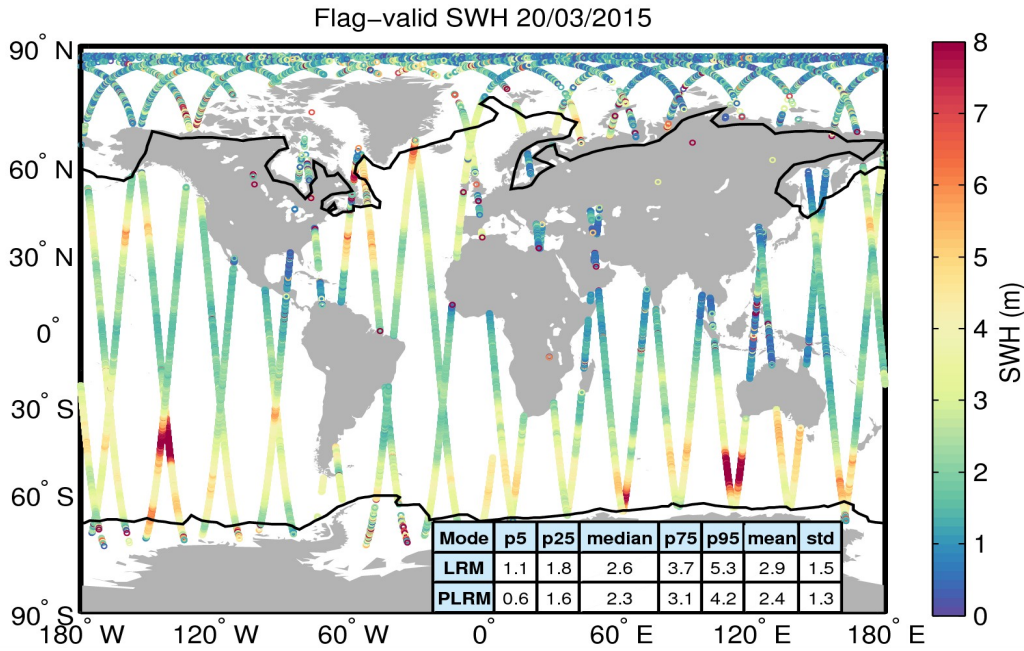 Flag−valid SWH 20/03/2015
90° N
60° N
30° N
0°
30° S
60° S
90° S
180° W
120° W
60° W
0°
60° E
120° E
180° E
8
7
6
5
4
3
2
1
0
SWH (m)
Mode p5 p25 median p75 p95 mean std
LRM 1.1 1.8 2.6 3.7 5.3 2.9 1.5
PLRM 0.6 1.6 2.3 3.1 4.2 2.4 1.3